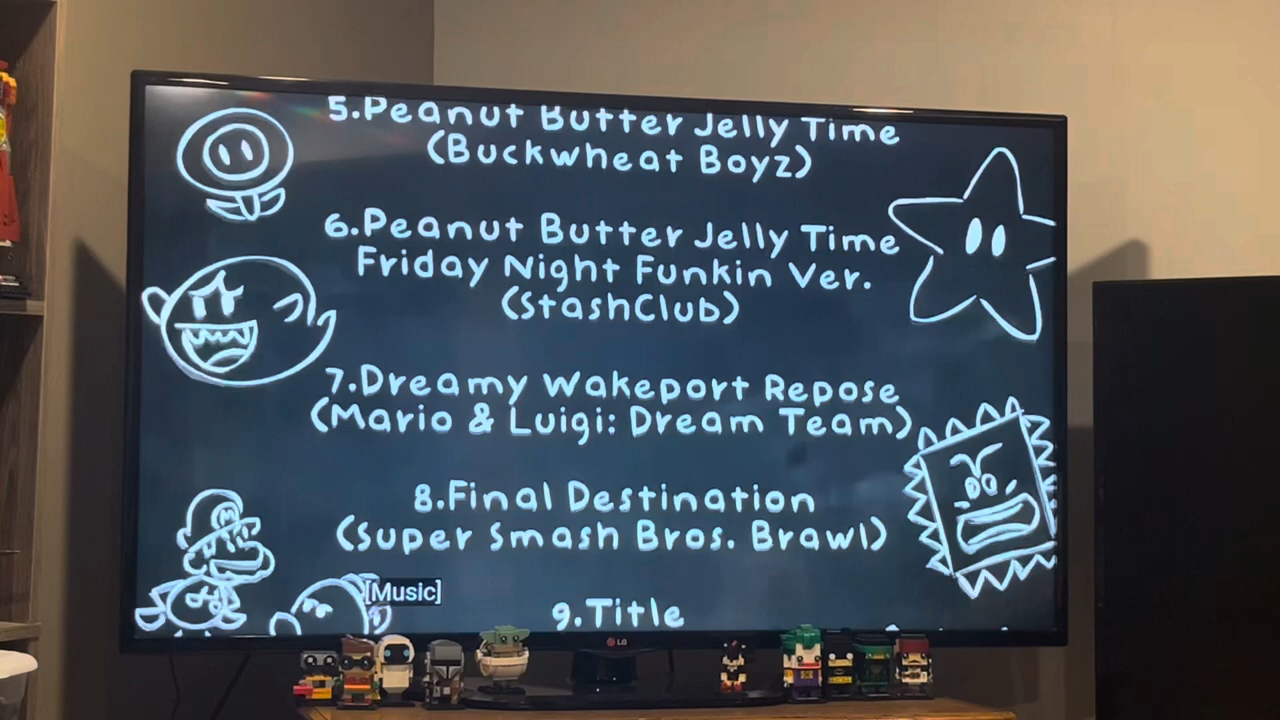 5.Peanut Butter Jelly Time
(Buckwheat Boyz)
6.Peanut Butter Jelly Time
Friday Night Funkin Ver.
(StashClub)
7.Dreamy Wakeport Repose
(Mario & Luigi: Dream Team)
8.Final Destination
(Super Smash Bros. Brawl)
M
[Music]
9.Title
LG